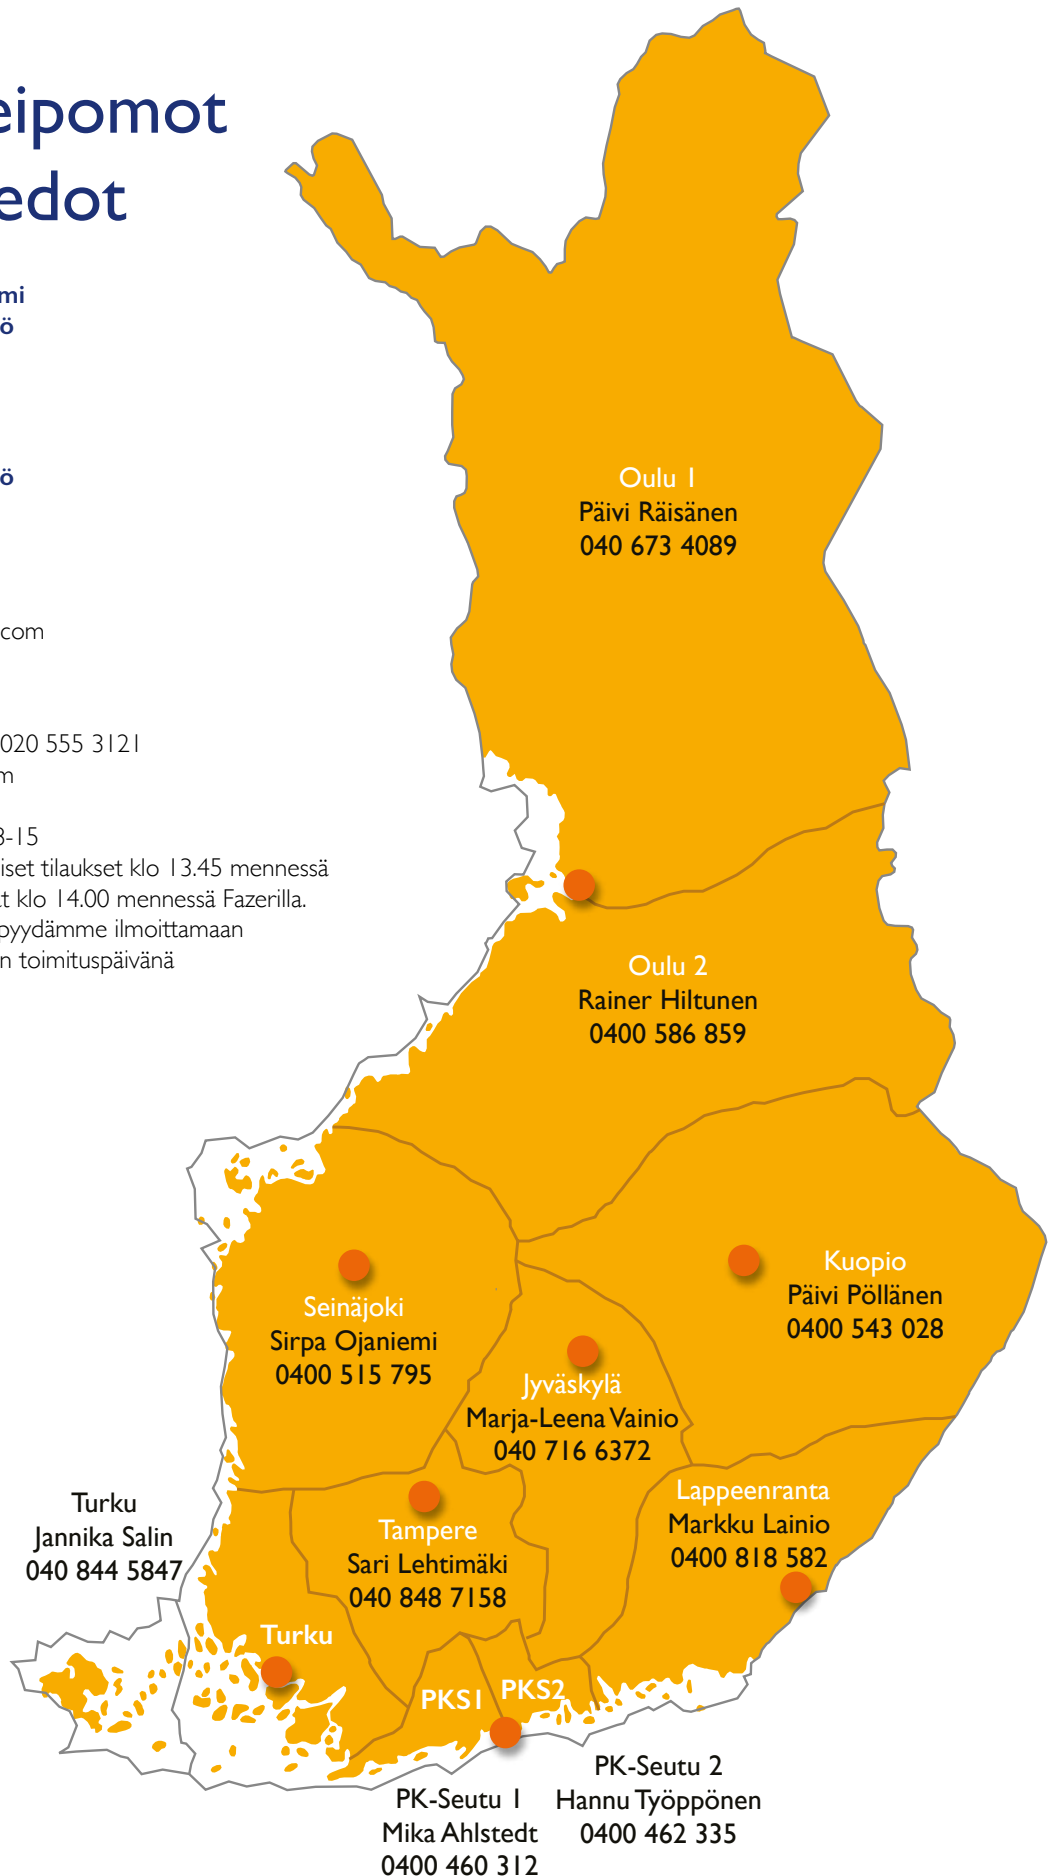 eipomot
edot
mi
ö
ö
com
020 555 3121
m
3-15
iset tilaukset klo 13.45 mennessä
t klo 14.00 mennessä Fazerilla.
pyydämme ilmoittamaan
n toimituspäivänä
Oulu 1
Päivi Räisänen
040 673 4089
Oulu 2
Rainer Hiltunen
0400 586 859
Kuopio
Päivi Pöllänen
0400 543 028
Seinäjoki
Sirpa Ojaniemi
0400 515 795
Jyväskylä
Marja-Leena Vainio
040 716 6372
Lappeenranta
Markku Lainio
0400 818 582
Turku
Jannika Salin
040 844 5847
Tampere
Sari Lehtimäki
040 848 7158
Turku
PKS1
PKS2
PK-Seutu 1
Mika Ahlstedt
0400 460 312
PK-Seutu 2
Hannu Työppönen
0400 462 335